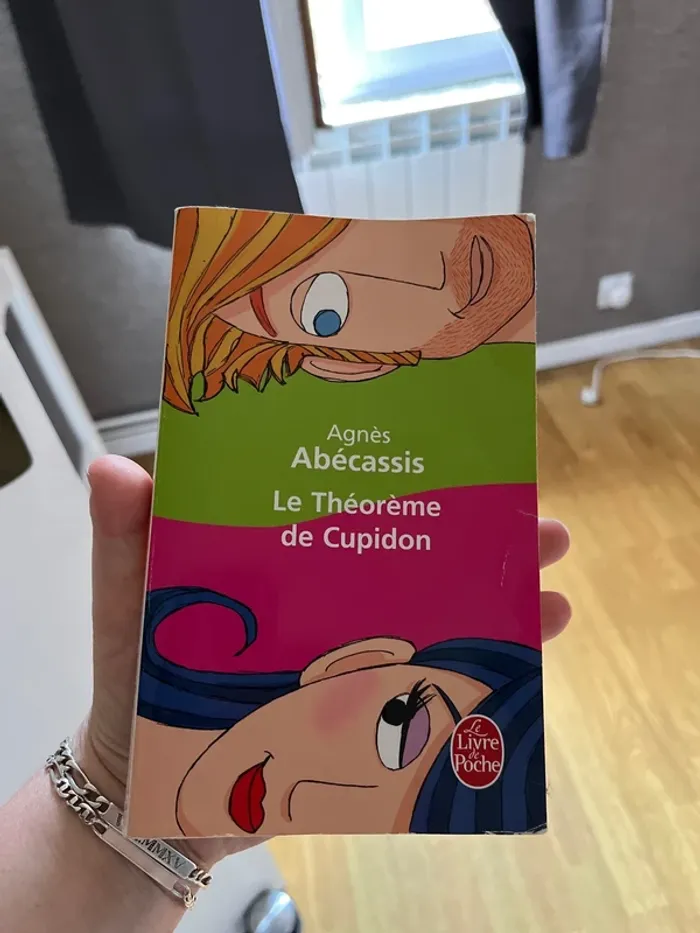 Agnès
Abécassis
Le Théorème
de Cupidon
Le
Livre
de
Poche